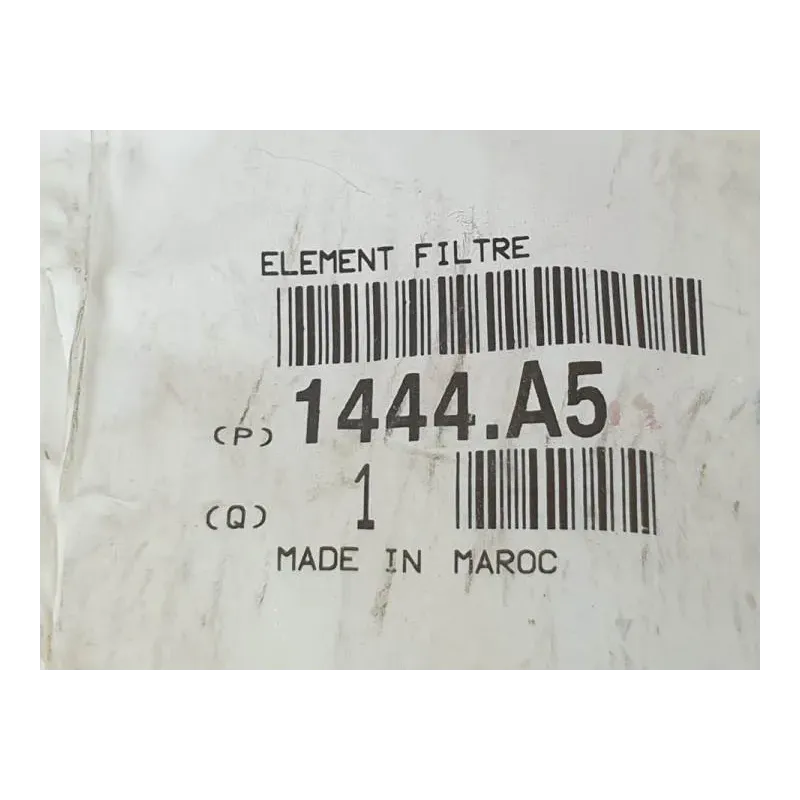 ELEMENT FILTRE
(P) 1444.A5
(Q) 1
MADE IN MAROC